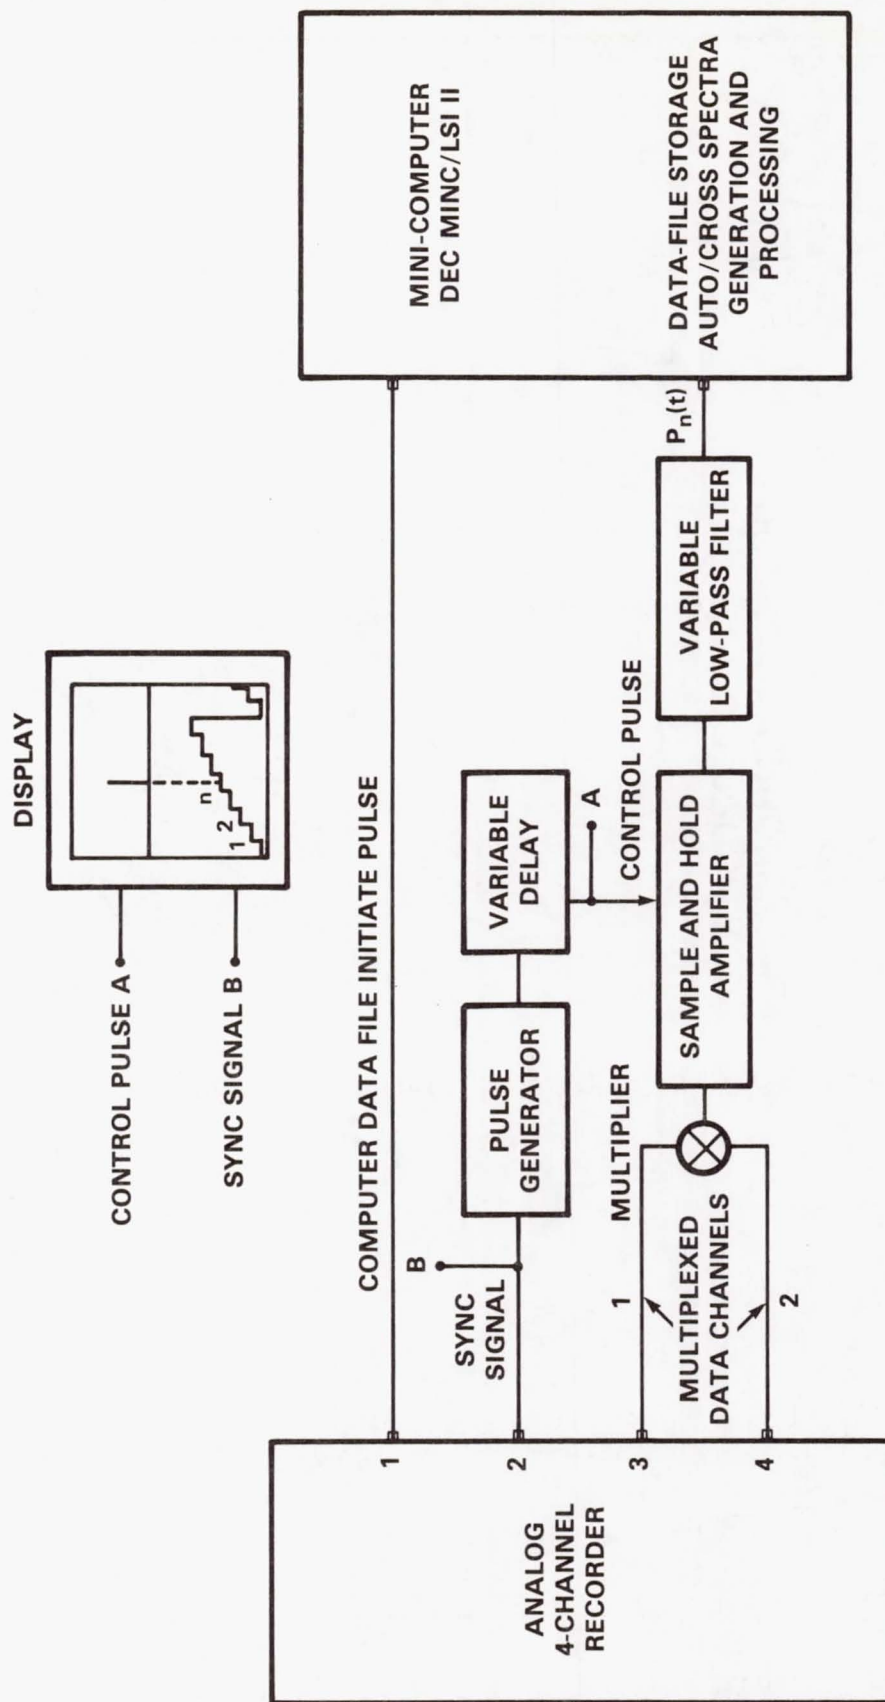 DISPLAY
CONTROL PULSE A
SYNC SIGNAL B
1
2
n
COMPUTER DATA FILE INITIATE PULSE
MINI-COMPUTER
DEC MINC/LSI II
DATA-FILE STORAGE
AUTO/CROSS SPECTRA
GENERATION AND
PROCESSING
B
SYNC
SIGNAL
PULSE
GENERATOR
VARIABLE
DELAY
A
CONTROL PULSE
MULTIPLIER
1
MULTIPLEXED
DATA CHANNELS
2
SAMPLE AND HOLD
AMPLIFIER
VARIABLE
LOW-PASS FILTER
Pn(t)
ANALOG
4-CHANNEL
RECORDER
1
2
3
4